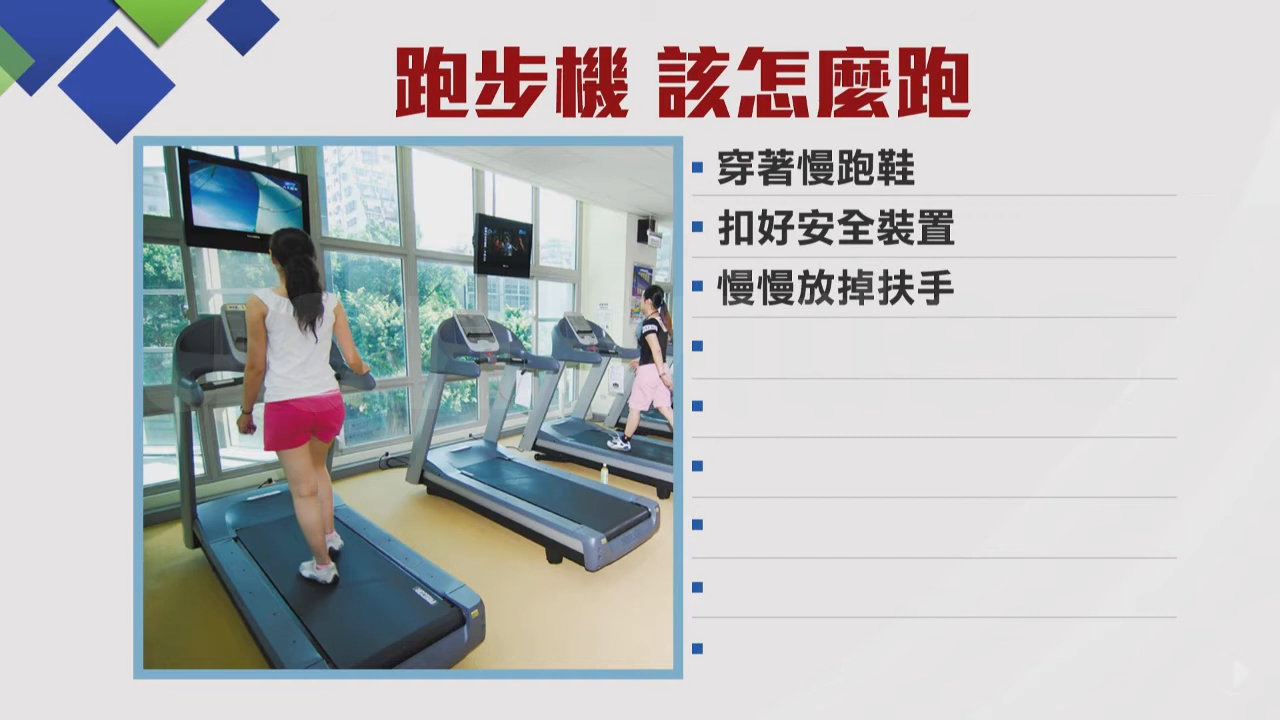 跑步機 該怎麼跑
穿著慢跑鞋
扣好安全裝置
慢慢放掉扶手